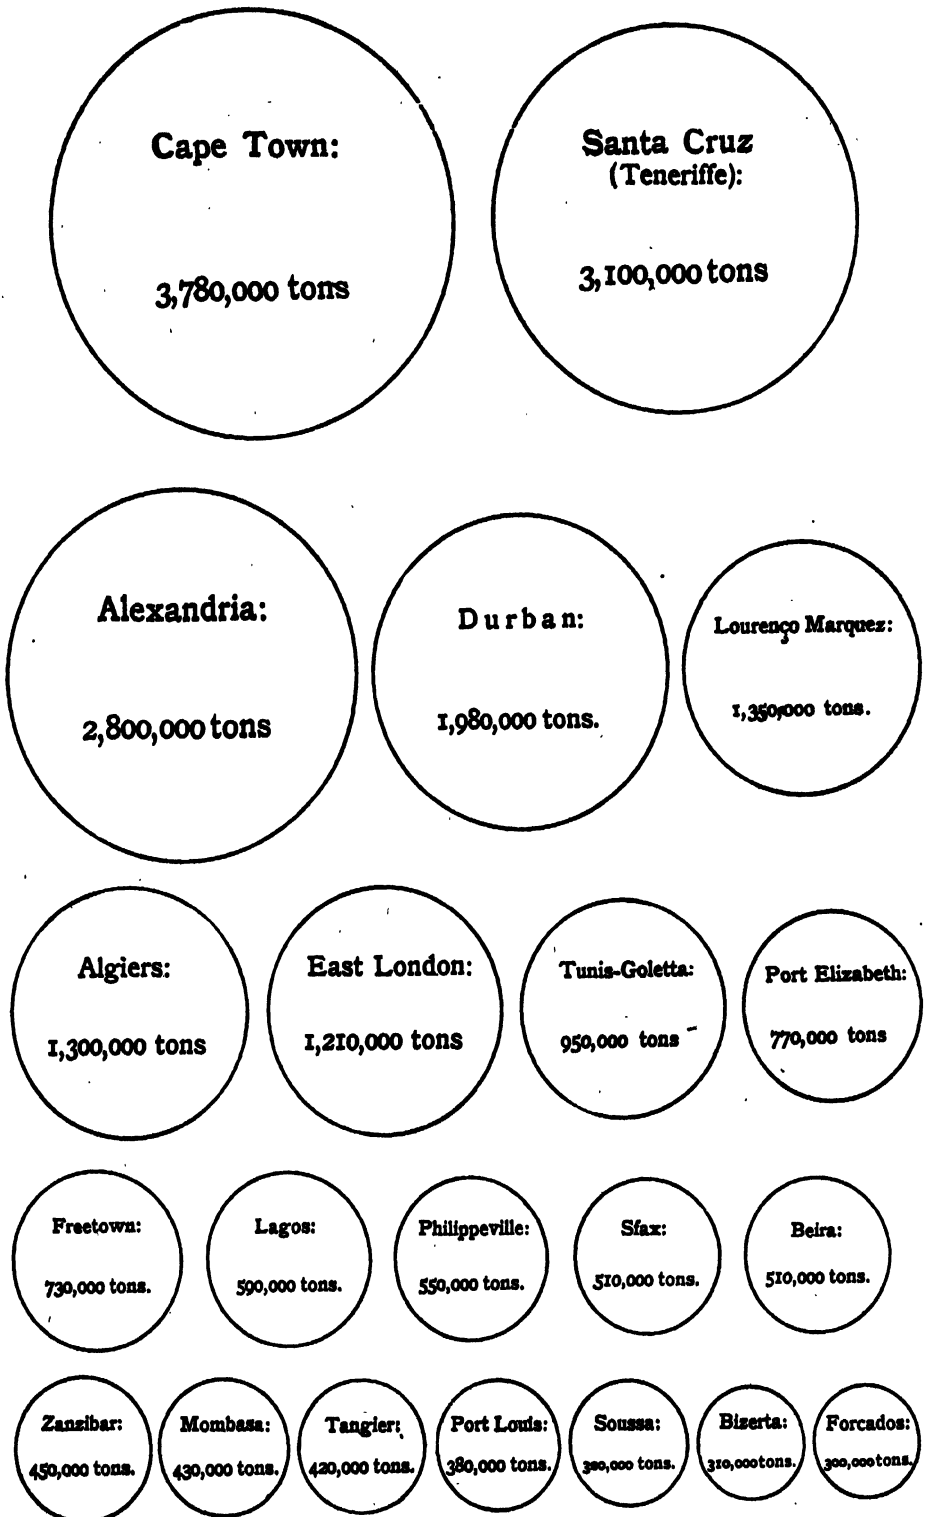 Cape Town:
3,780,000 tons
Santa Cruz
(Teneriffe):
3,100,000 tons
Alexandria:
2,800,000 tons
Durban:
1,980,000 tons.
Lourenço Marquez:
1,350,000 tons.
Algiers:
1,300,000 tons
East London:
1,210,000 tons
Tunis-Goletta:
950,000 tons
Port Elizabeth:
770,000 tons
Freetown:
730,000 tons.
Lagos:
590,000 tons.
Philippeville:
550,000 tons.
Sfax:
510,000 tons.
Beira:
510,000 tons.
Zanzibar:
450,000 tons.
Mombasa:
430,000 tons.
Tangier:
420,000 tons.
Port Louis:
380,000 tons.
Soussa:
tons.
Bizerta:
310,000 tons.
Forcados:
300,000 tons.